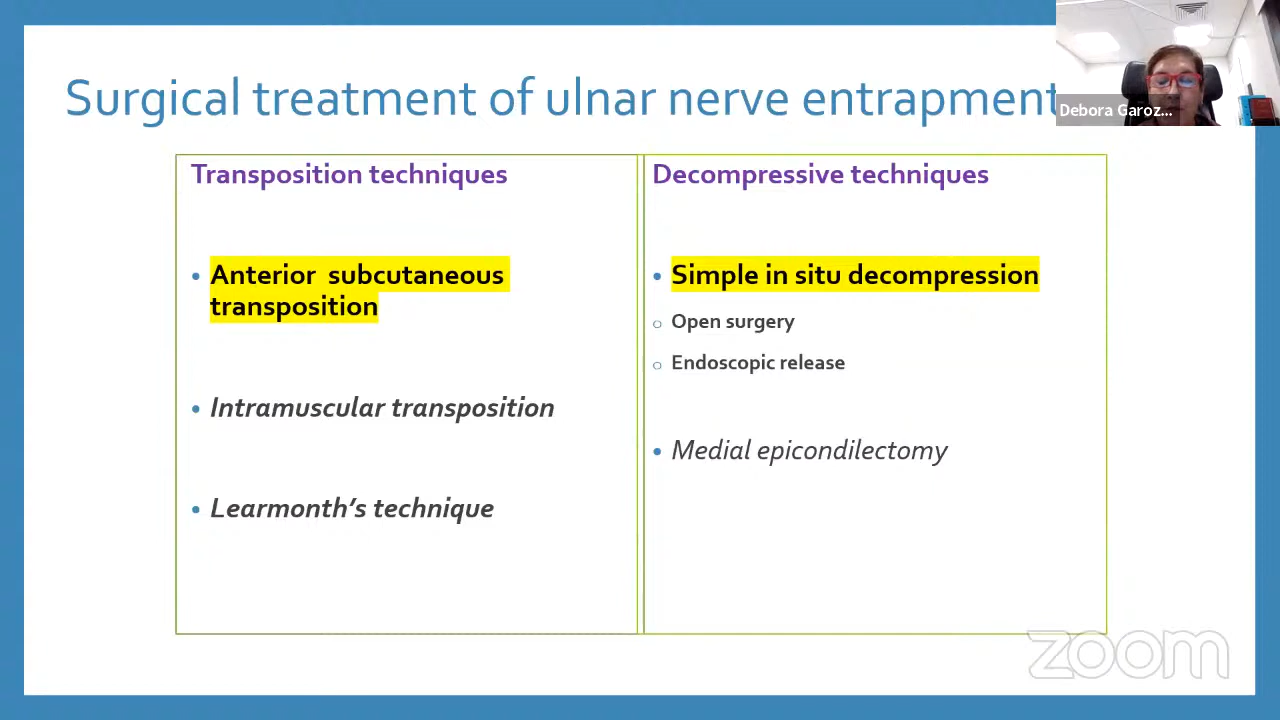 Surgical treatment of ulnar nerve entrapment
Debora Garoz...
Transposition techniques
• Anterior subcutaneous
transposition
• Intramuscular transposition
• Learmonth’s technique
Decompressive techniques
• Simple in situ decompression
o Open surgery
o Endoscopic release
• Medial epicondilectomy
zoom